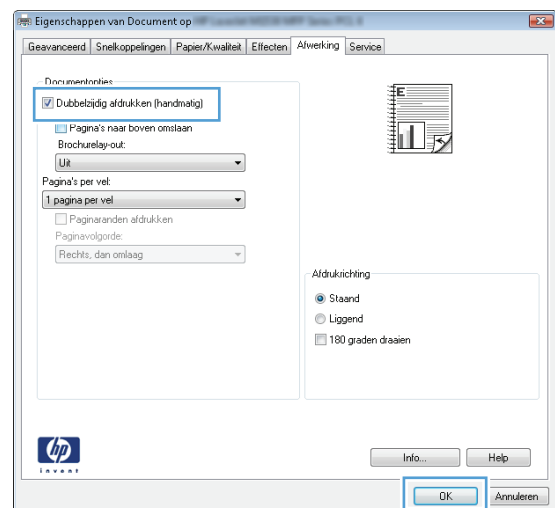 Eigenschappen van Document op
Geavanceerd Snelkoppelingen Papier/Kwaliteit Effecten Afwerking Service
Documentopties
Dubbelzijdig afdrukken (handmatig)
Pagina's naar boven omslaan
Brochurelay-out:
Uit
Pagina's per vel:
1 pagina per vel
Paginaranden afdrukken
Paginavolgorde:
Rechts, dan omlaag
E
Afdrukrichting
Staand
Liggend
180 graden draaien
hp
invent
Info... Help
OK Annuleren